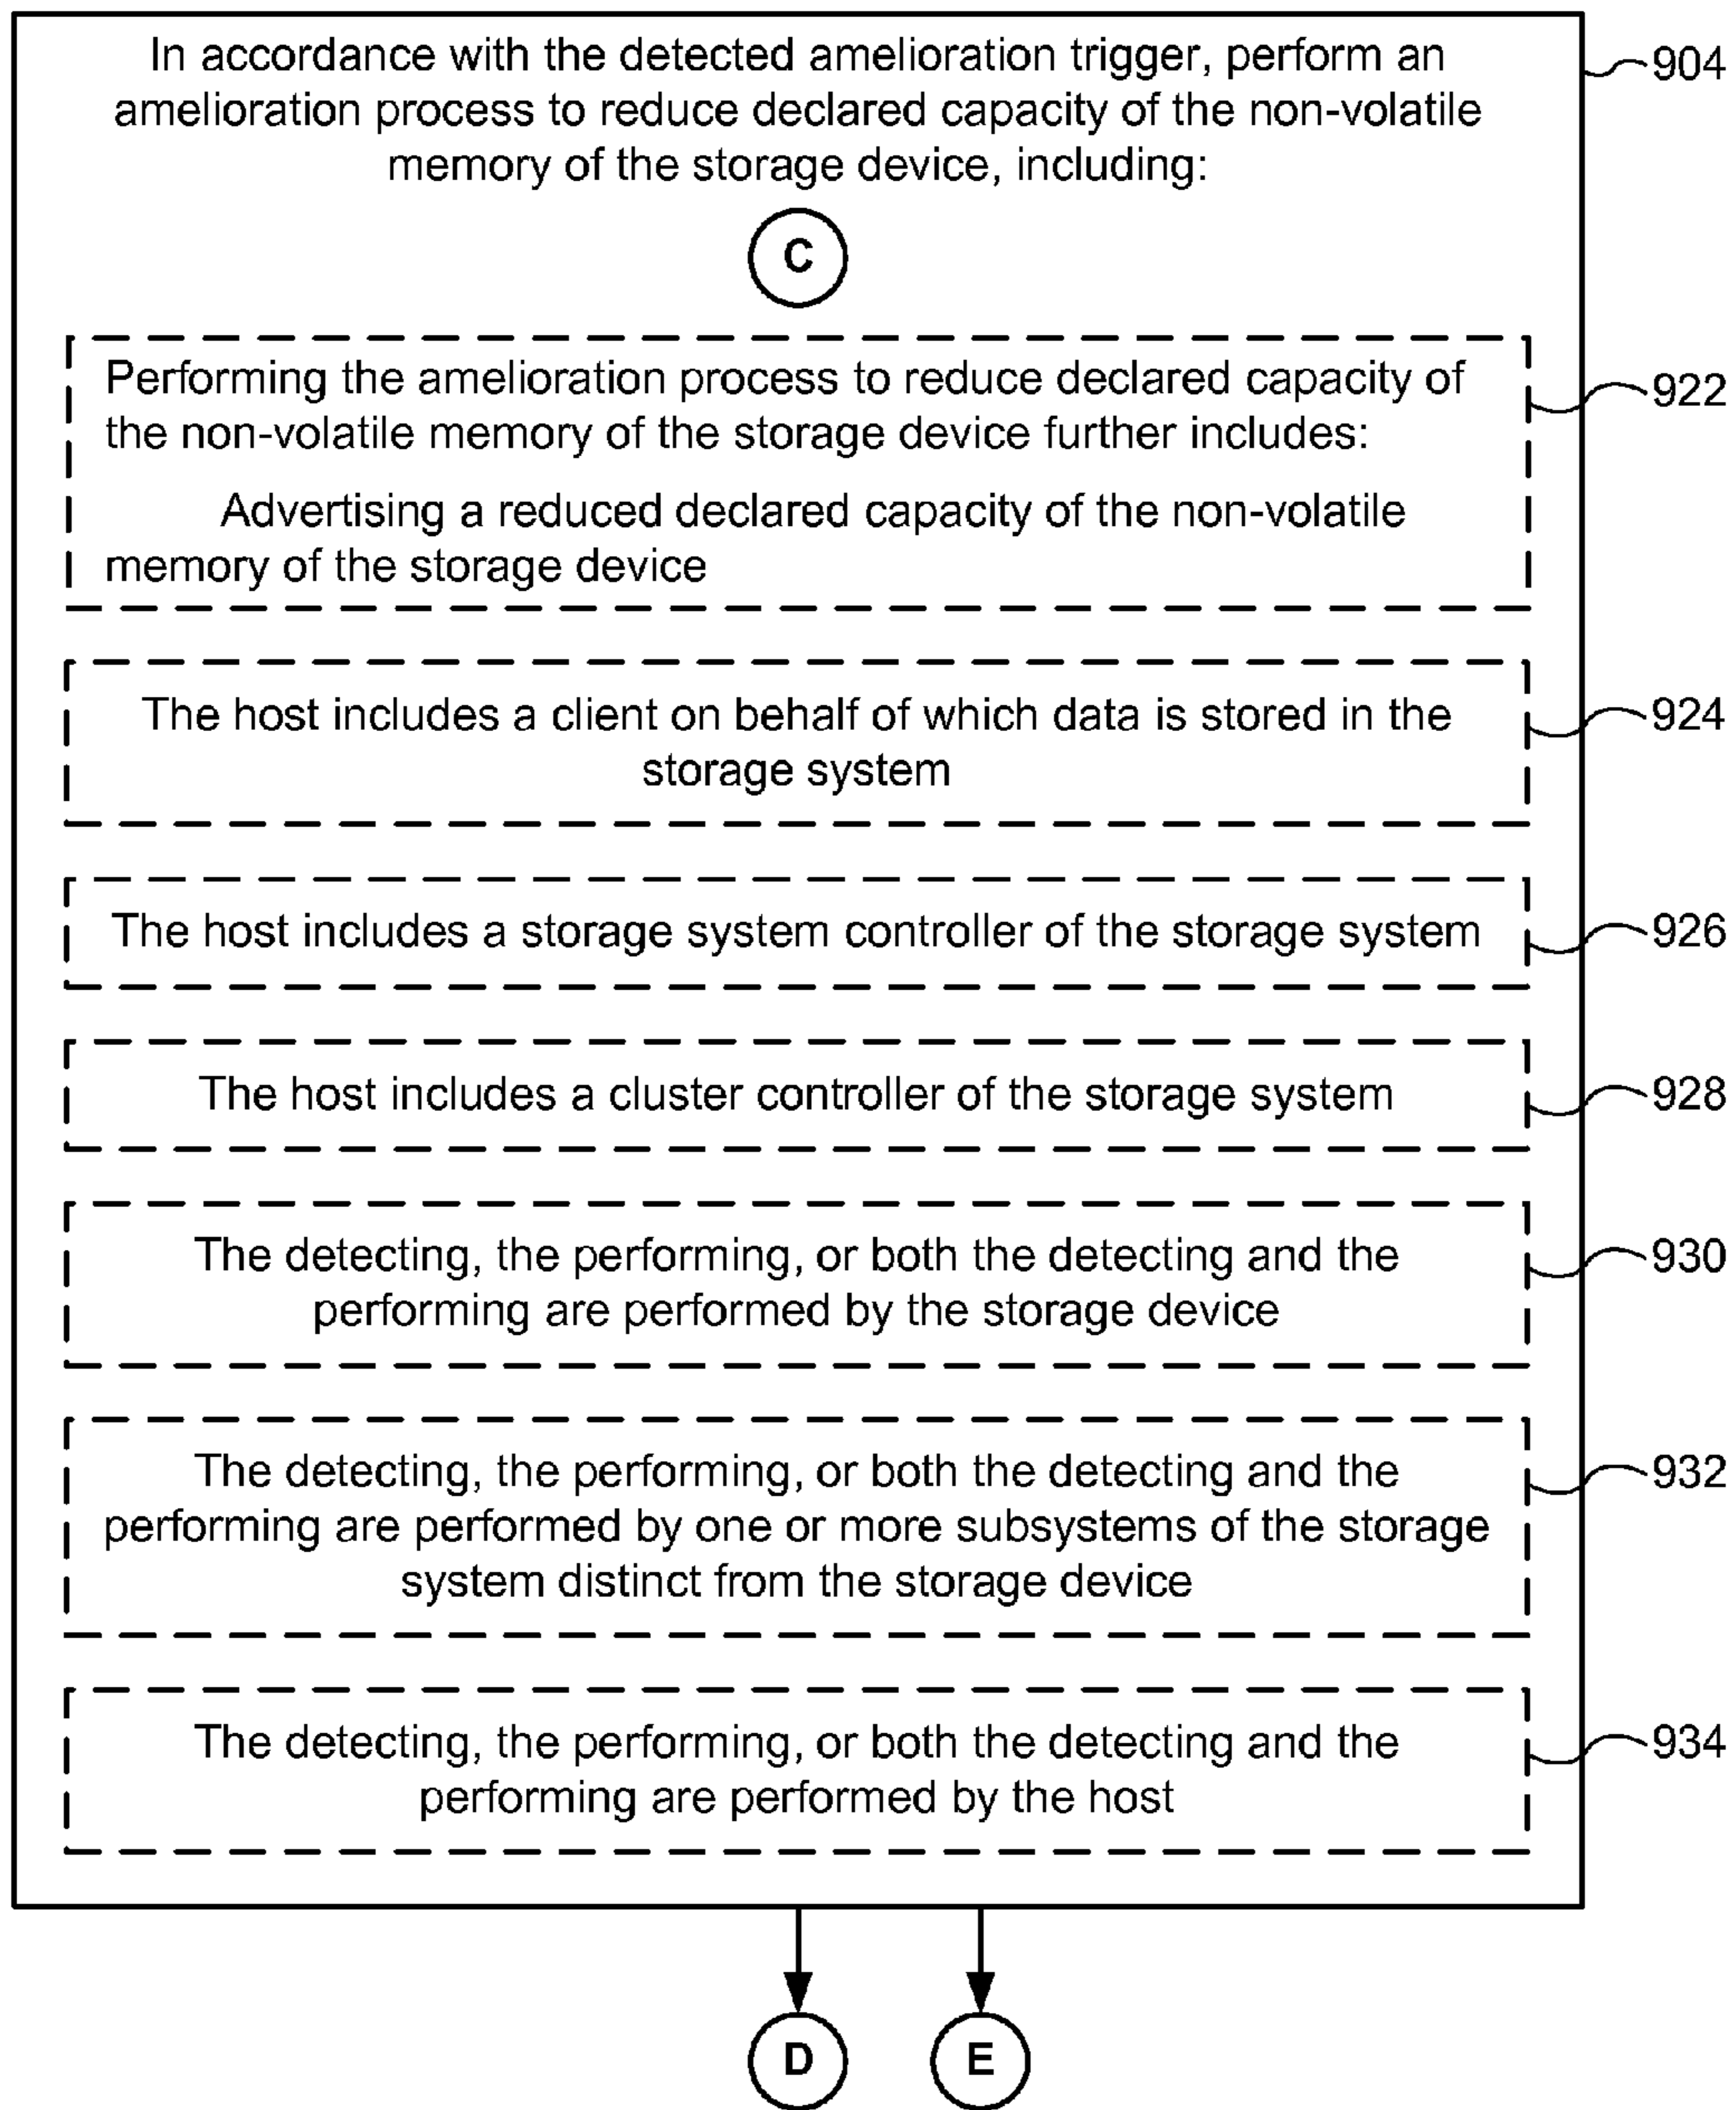 In accordance with the detected amelioration trigger, perform an
904
amelioration process to reduce declared capacity of the non-volatile
memory of the storage device, including:
C
Performing the amelioration process to reduce declared capacity of
922
the non-volatile memory of the storage device further includes:
Advertising a reduced declared capacity of the non-volatile
memory of the storage device
The host includes a client on behalf of which data is stored in the
924
storage system
The host includes a storage system controller of the storage system
926
The host includes a cluster controller of the storage system
928
The detecting, the performing, or both the detecting and the
930
performing are performed by the storage device
The detecting, the performing, or both the detecting and the
932
performing are performed by one or more subsystems of the storage
system distinct from the storage device
The detecting, the performing, or both the detecting and the
934
performing are performed by the host
D
E